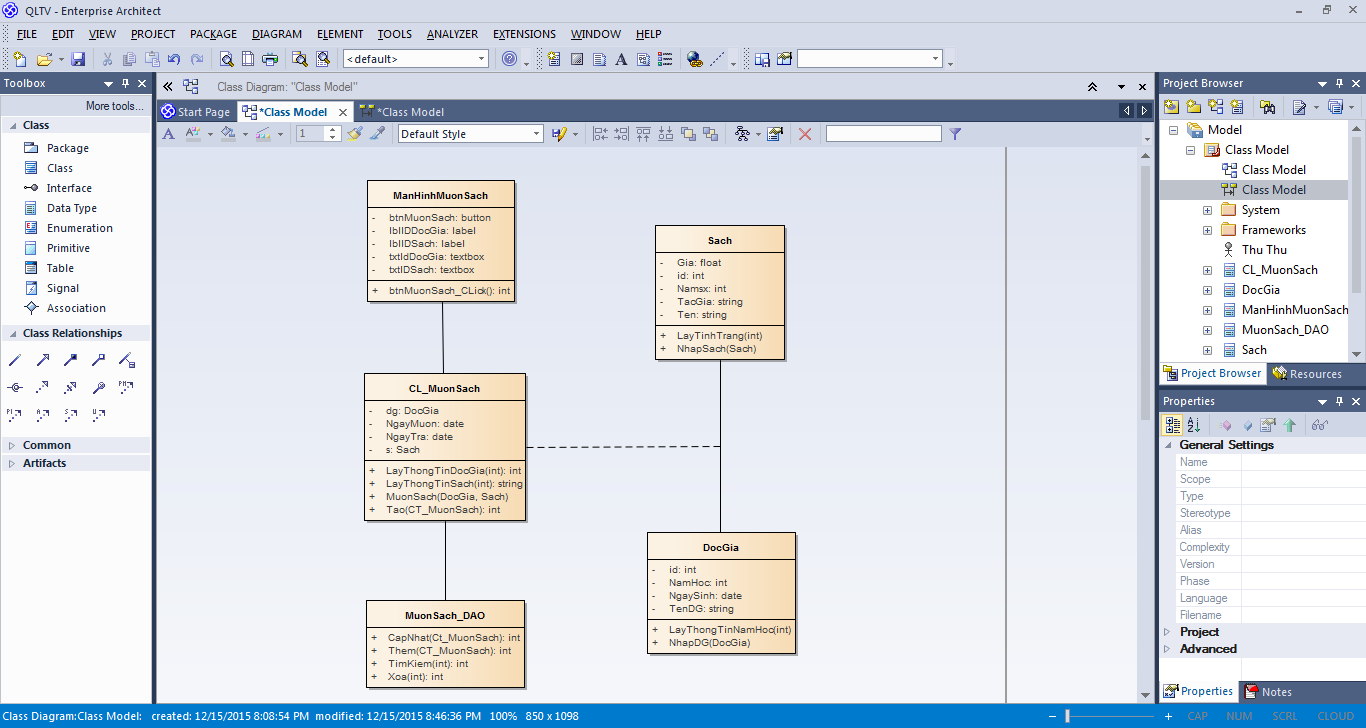 QLTV - Enterprise Architect
FILE EDIT VIEW PROJECT PACKAGE DIAGRAM ELEMENT TOOLS ANALYZER EXTENSIONS WINDOW HELP
<default>
Toolbox
More tools...
Class
Package
Class
Interface
Data Type
Enumeration
Primitive
Table
Signal
Association
Class Relationships
Common
Artifacts
Class Diagram: "Class Model"
Start Page *Class Model *Class Model
1 Default Style
ManHinhMuonSach
- btnMuonSach: button
- lblIDDocGia: label
- lblIDSach: label
- txtIdDocGia: textbox
- txtIDSach: textbox
+ btnMuonSach_CLick(): int
Sach
- Gia: float
- id: int
- Namsx: int
- TacGia: string
- Ten: string
+ LayTinhTrang(int)
+ NhapSach(Sach)
CL_MuonSach
- dg: DocGia
- NgayMuon: date
- NgayTra: date
- s: Sach
+ LayThongTinDocGia(int): int
+ LayThongTinSach(int): string
+ MuonSach(DocGia, Sach)
+ Tao(CT_MuonSach): int
DocGia
- id: int
- NamHoc: int
- NgaySinh: date
- TenDG: string
+ LayThongTinNamHoc(int)
+ NhapDG(DocGia)
MuonSach_DAO
+ CapNhat(Ct_MuonSach): int
+ Them(CT_MuonSach): int
+ TimKiem(int): int
+ Xoa(int): int
Project Browser
Model
Class Model
Class Model
Class Model
System
Frameworks
Thu Thu
CL_MuonSach
DocGia
ManHinhMuonSach
MuonSach_DAO
Sach
Project Browser Resources
Properties
General Settings
Name
Scope
Type
Stereotype
Alias
Complexity
Version
Phase
Language
Filename
Project
Advanced
Properties Notes
Class Diagram:Class Model: created: 12/15/2015 8:08:54 PM modified: 12/15/2015 8:46:36 PM 100% 850 x 1098
CAP NUM SCRL CLOUD